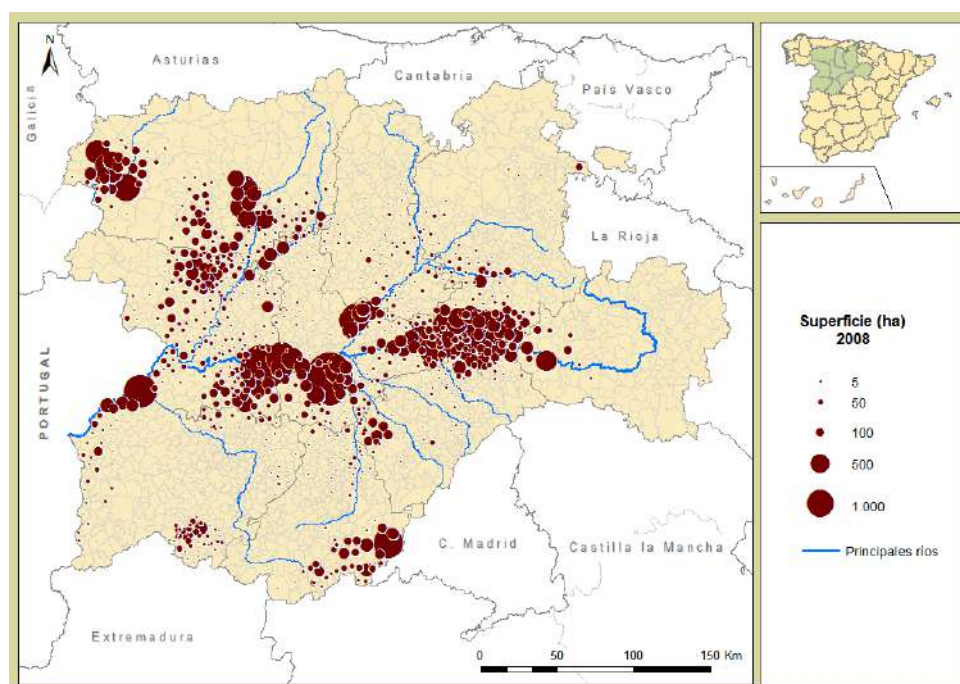 N
Asturias
Cantabria
País Vasco
Galicia
La Rioja
PORTUGAL
C. Madrid
Castilla la Mancha
Extremadura
0 50 100 150 Km
Superficie (ha)
2008
5
50
100
500
1.000
Principales ríos